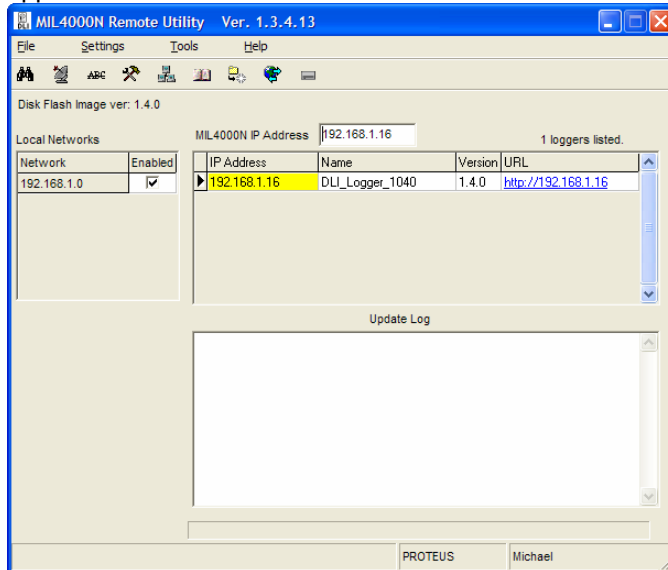 MIL4000N Remote Utility Ver. 1.3.4.13
File Settings Tools Help
ABC
Disk Flash Image ver: 1.4.0
Local Networks
Network Enabled
192.168.1.0
MIL4000N IP Address 192.168.1.16 1 loggers listed.
IP Address Name Version URL
192.168.1.16 DLI_Logger_1040 1.4.0 http://192.168.1.16
Update Log
PROTEUS Michael